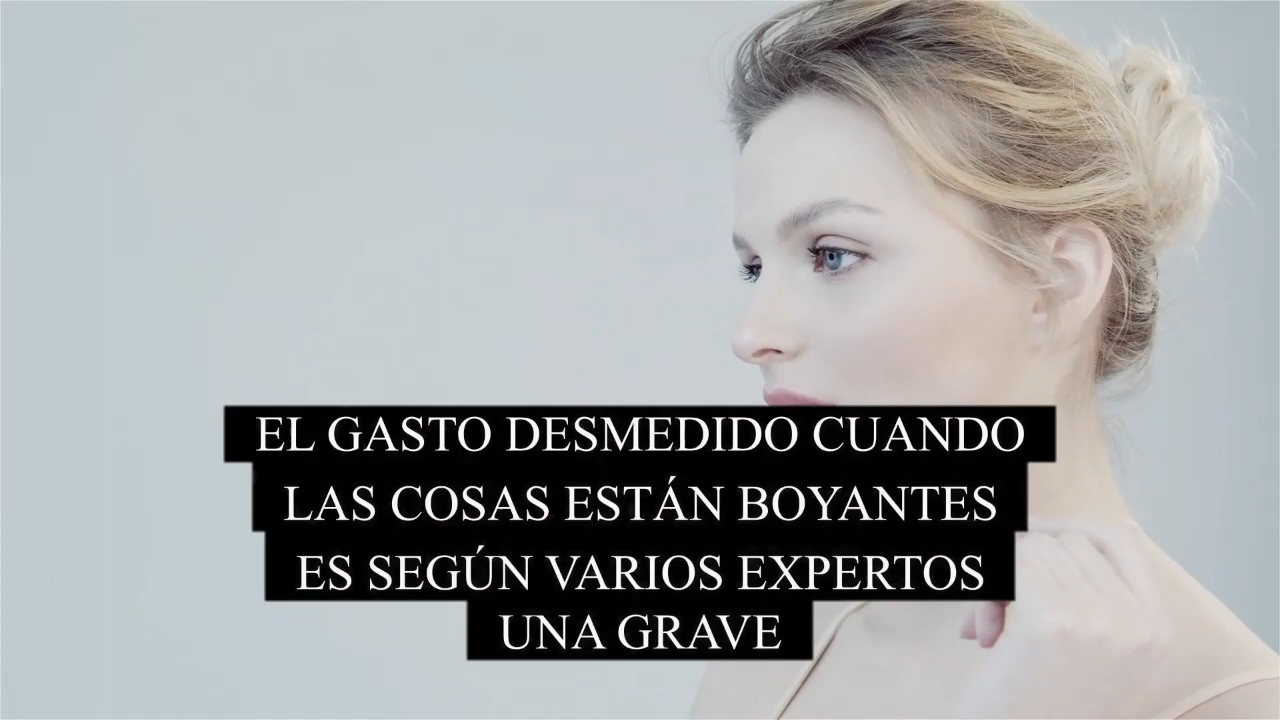 EL GASTO DESMEDIDO CUANDO
LAS COSAS ESTÁN BOYANTES
ES SEGÚN VARIOS EXPERTOS
UNA GRAVE